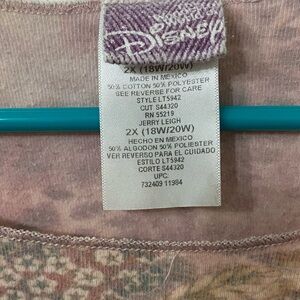 Disney
2X (18W/20W)
MADE IN MEXICO
50% COTTON 50% POLYESTER
SEE REVERSE FOR CARE
STYLE LT5942
CUT S44320
RN 55219
JERRY LEIGH
2X (18W/20W)
HECHO EN MEXICO
50% ALGODON 50% POLYESTER
VER REVERSO PARA EL CUIDADO
ESTILO LT5942
CORTE S44320
UPC:
732409 11984